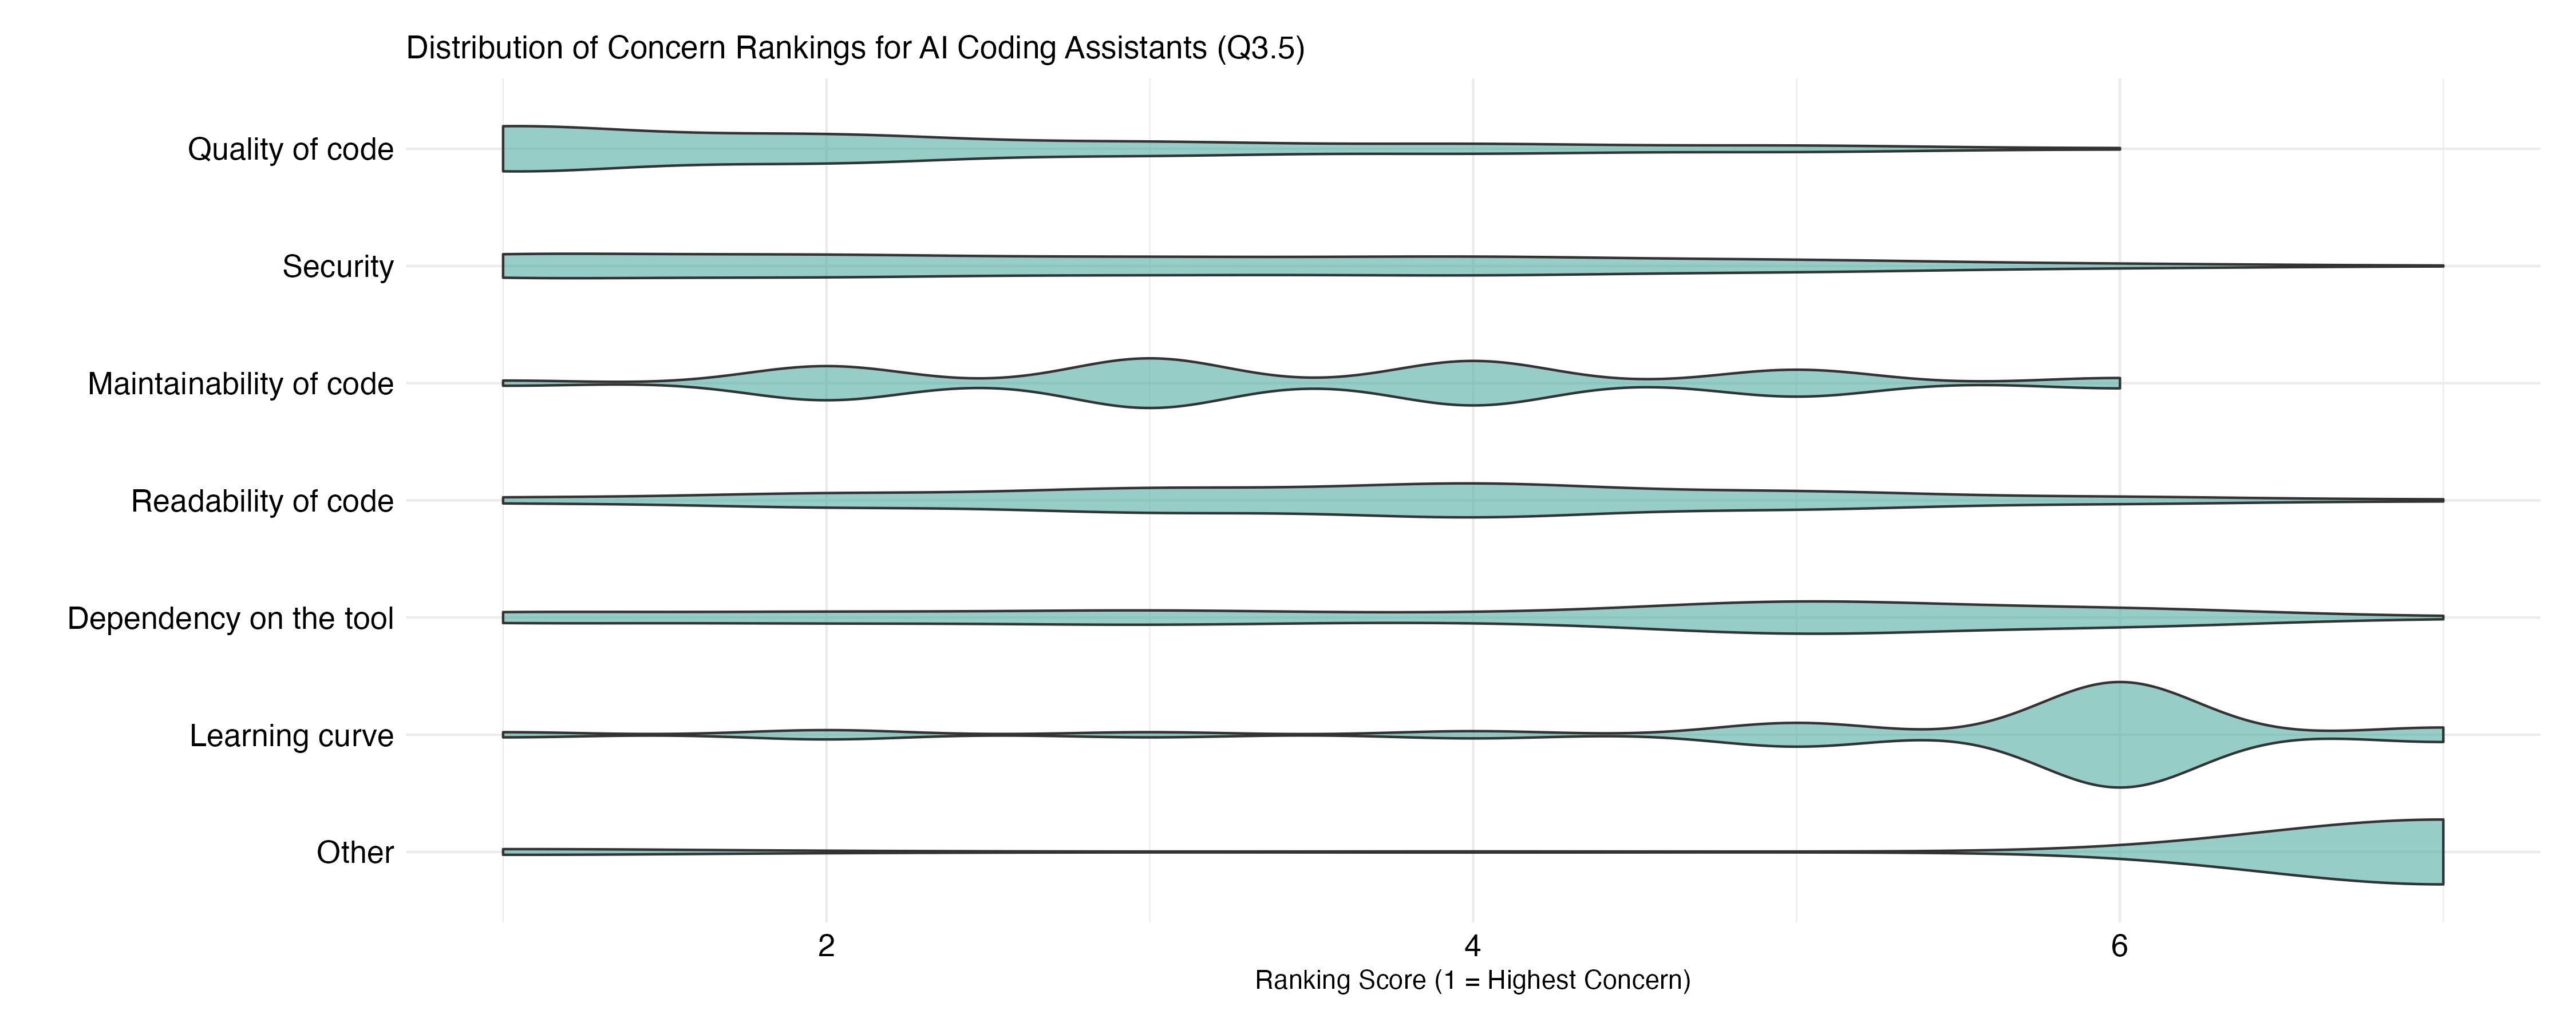 Distribution of Concern Rankings for AI Coding Assistants (Q3.5)
Quality of code
Security
Maintainability of code
Readability of code
Dependency on the tool
Learning curve
Other
2 4 6
Ranking Score (1 = Highest Concern)